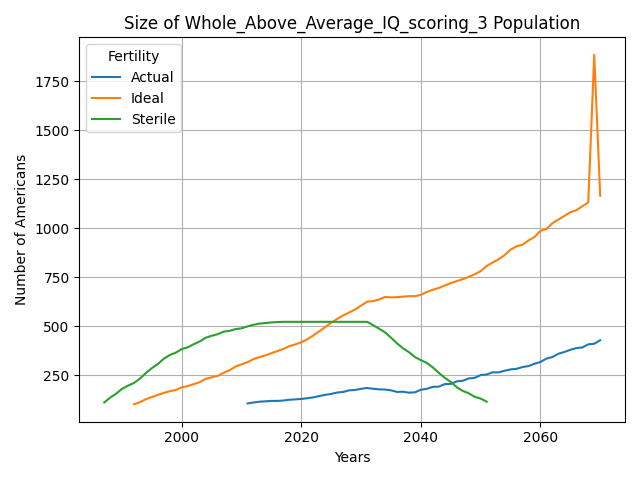 Size of Whole_Above_Average_IQ_scoring_3 Population
Fertility
Actual
Ideal
Sterile
1750
1500
1250
1000
750
500
250
Number of Americans
2000 2020 2040 2060
Years